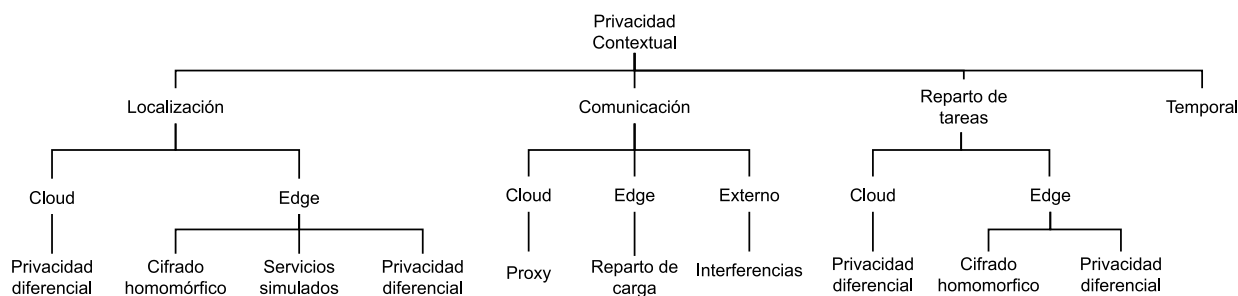 Privacidad
Contextual
Localización
Comunicación
Reparto de
tareas
Temporal
Cloud
Edge
Cloud
Edge
Externo
Cloud
Edge
Privacidad
diferencial
Cifrado
homomórfico
Servicios
simulados
Privacidad
diferencial
Proxy
Reparto de
carga
Interferencias
Privacidad
diferencial
Cifrado
homomorfico
Privacidad
diferencial